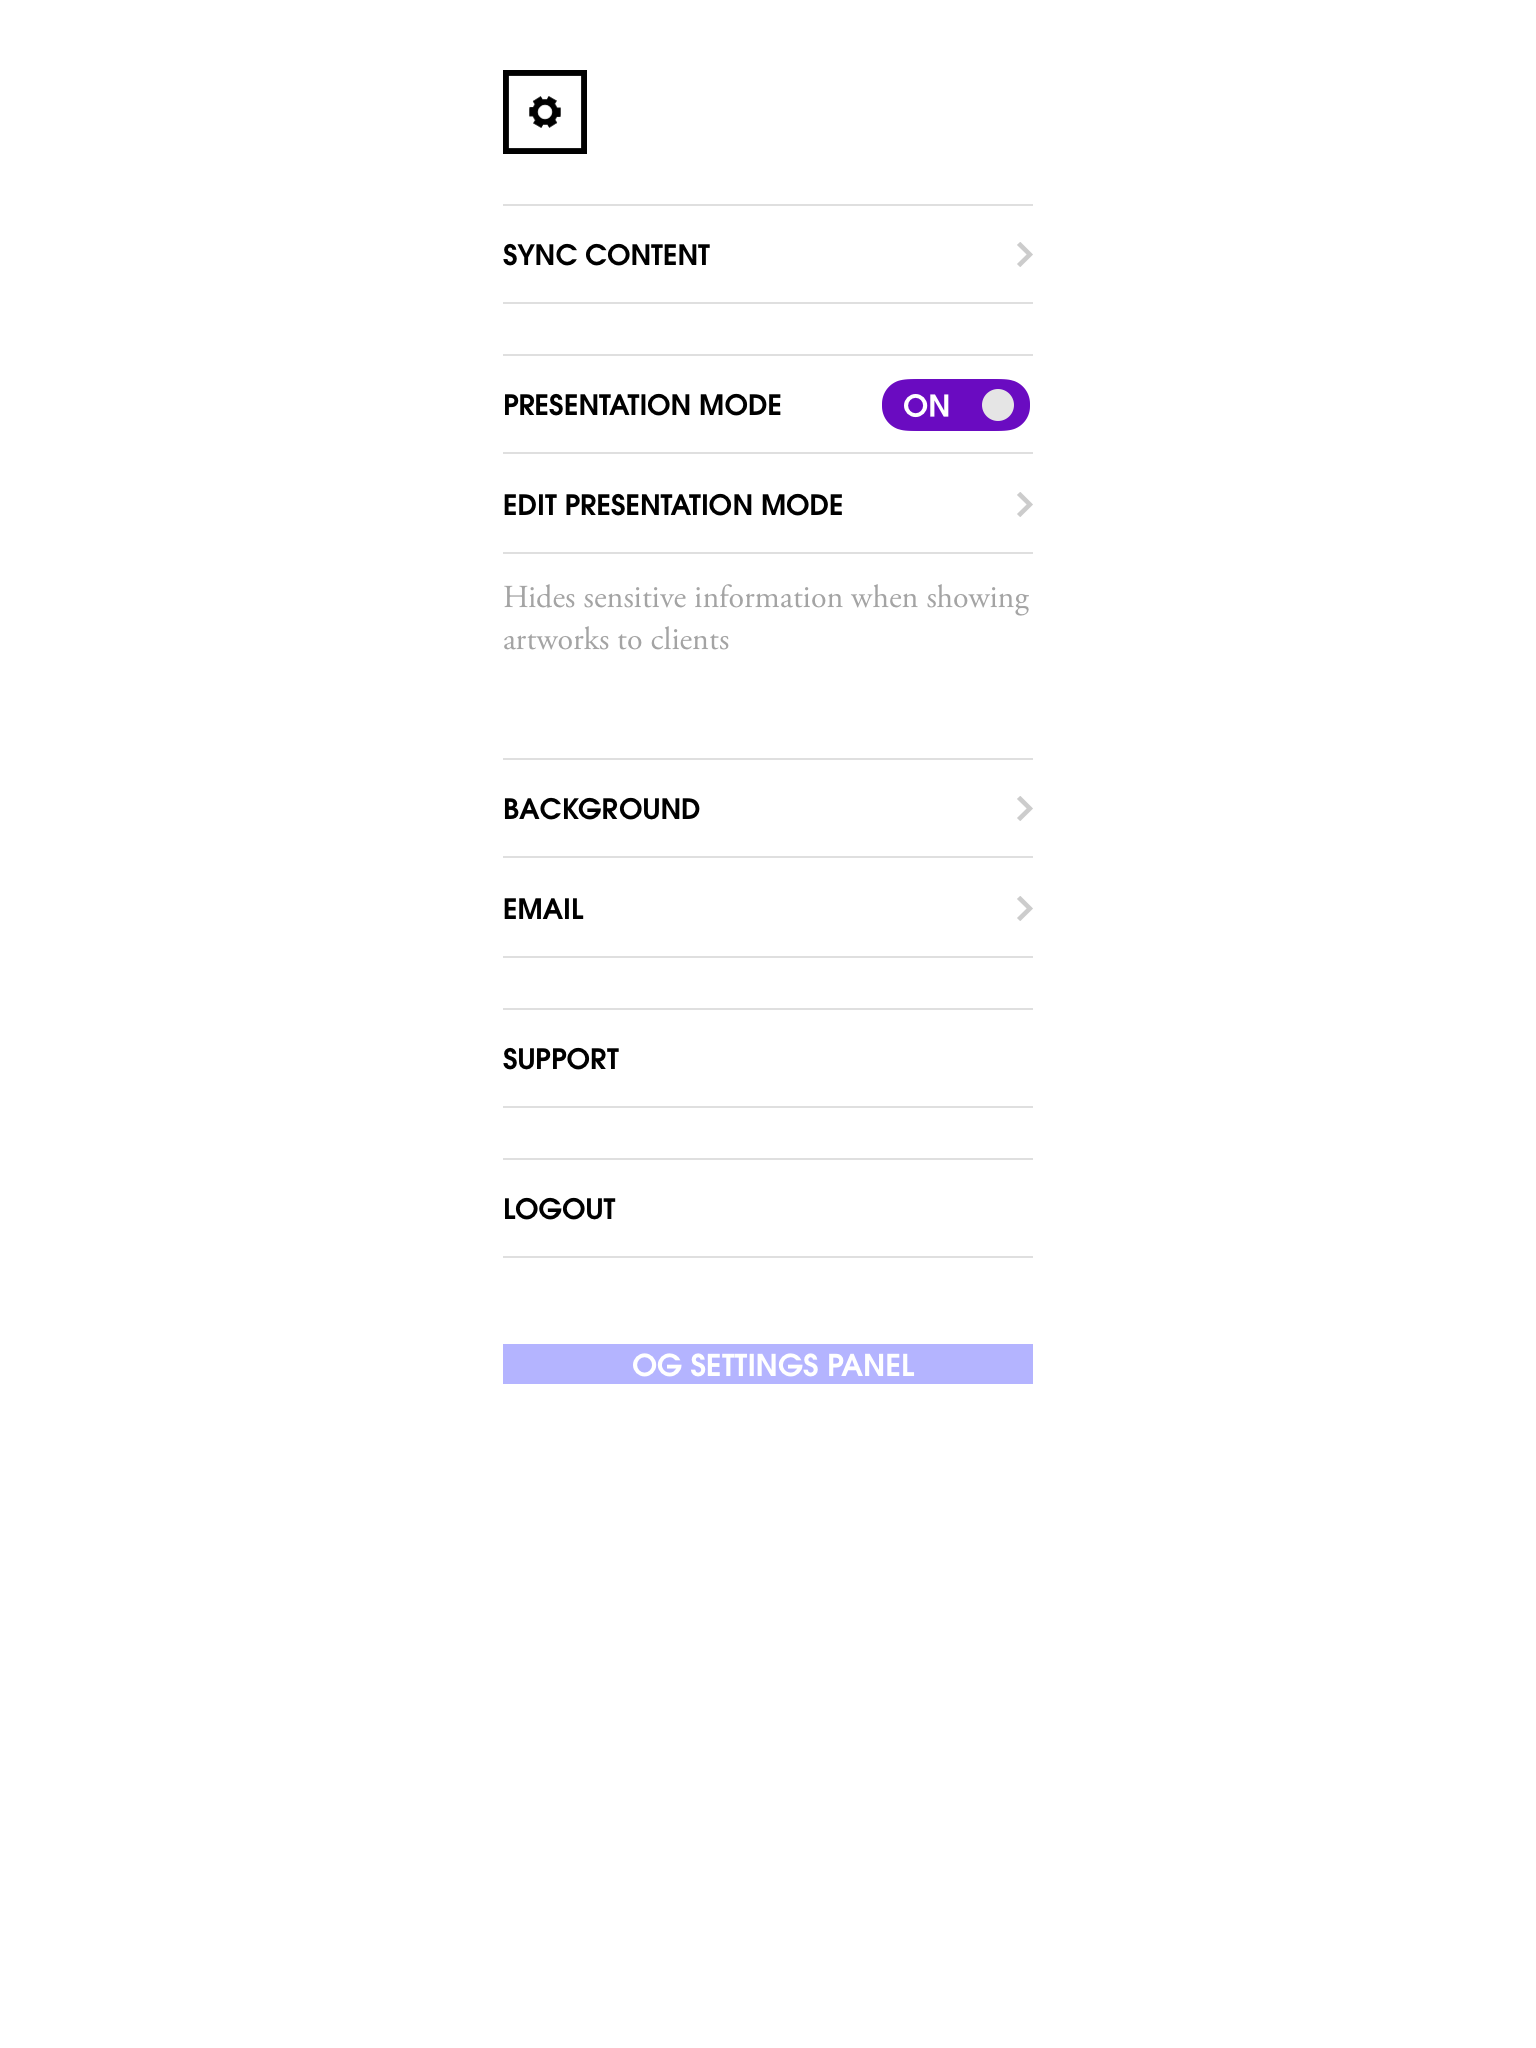 SYNC CONTENT
PRESENTATION MODE ON
EDIT PRESENTATION MODE
Hides sensitive information when showing
artworks to clients
BACKGROUND
EMAIL
SUPPORT
LOGOUT
OG SETTINGS PANEL